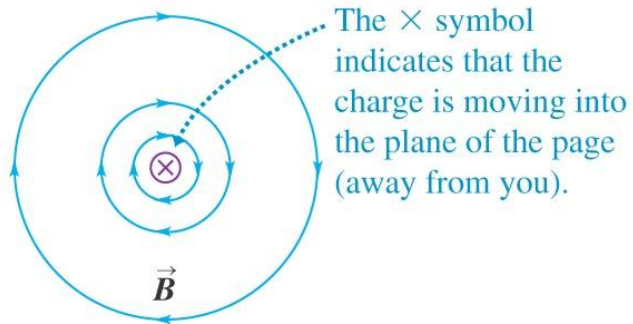 The × symbol
indicates that the
charge is moving into
the plane of the page
(away from you).
B⃗